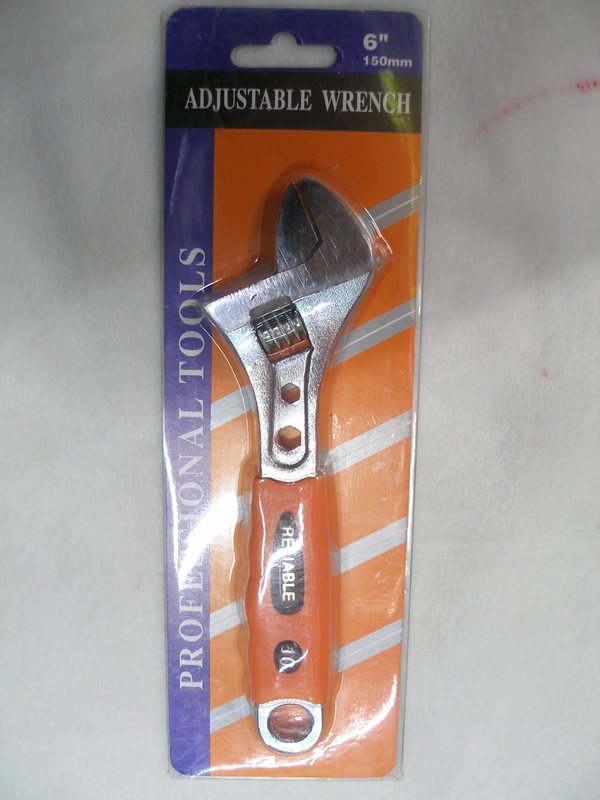 6"
150mm
ADJUSTABLE WRENCH
PROFESSIONAL TOOLS
RELIABLE